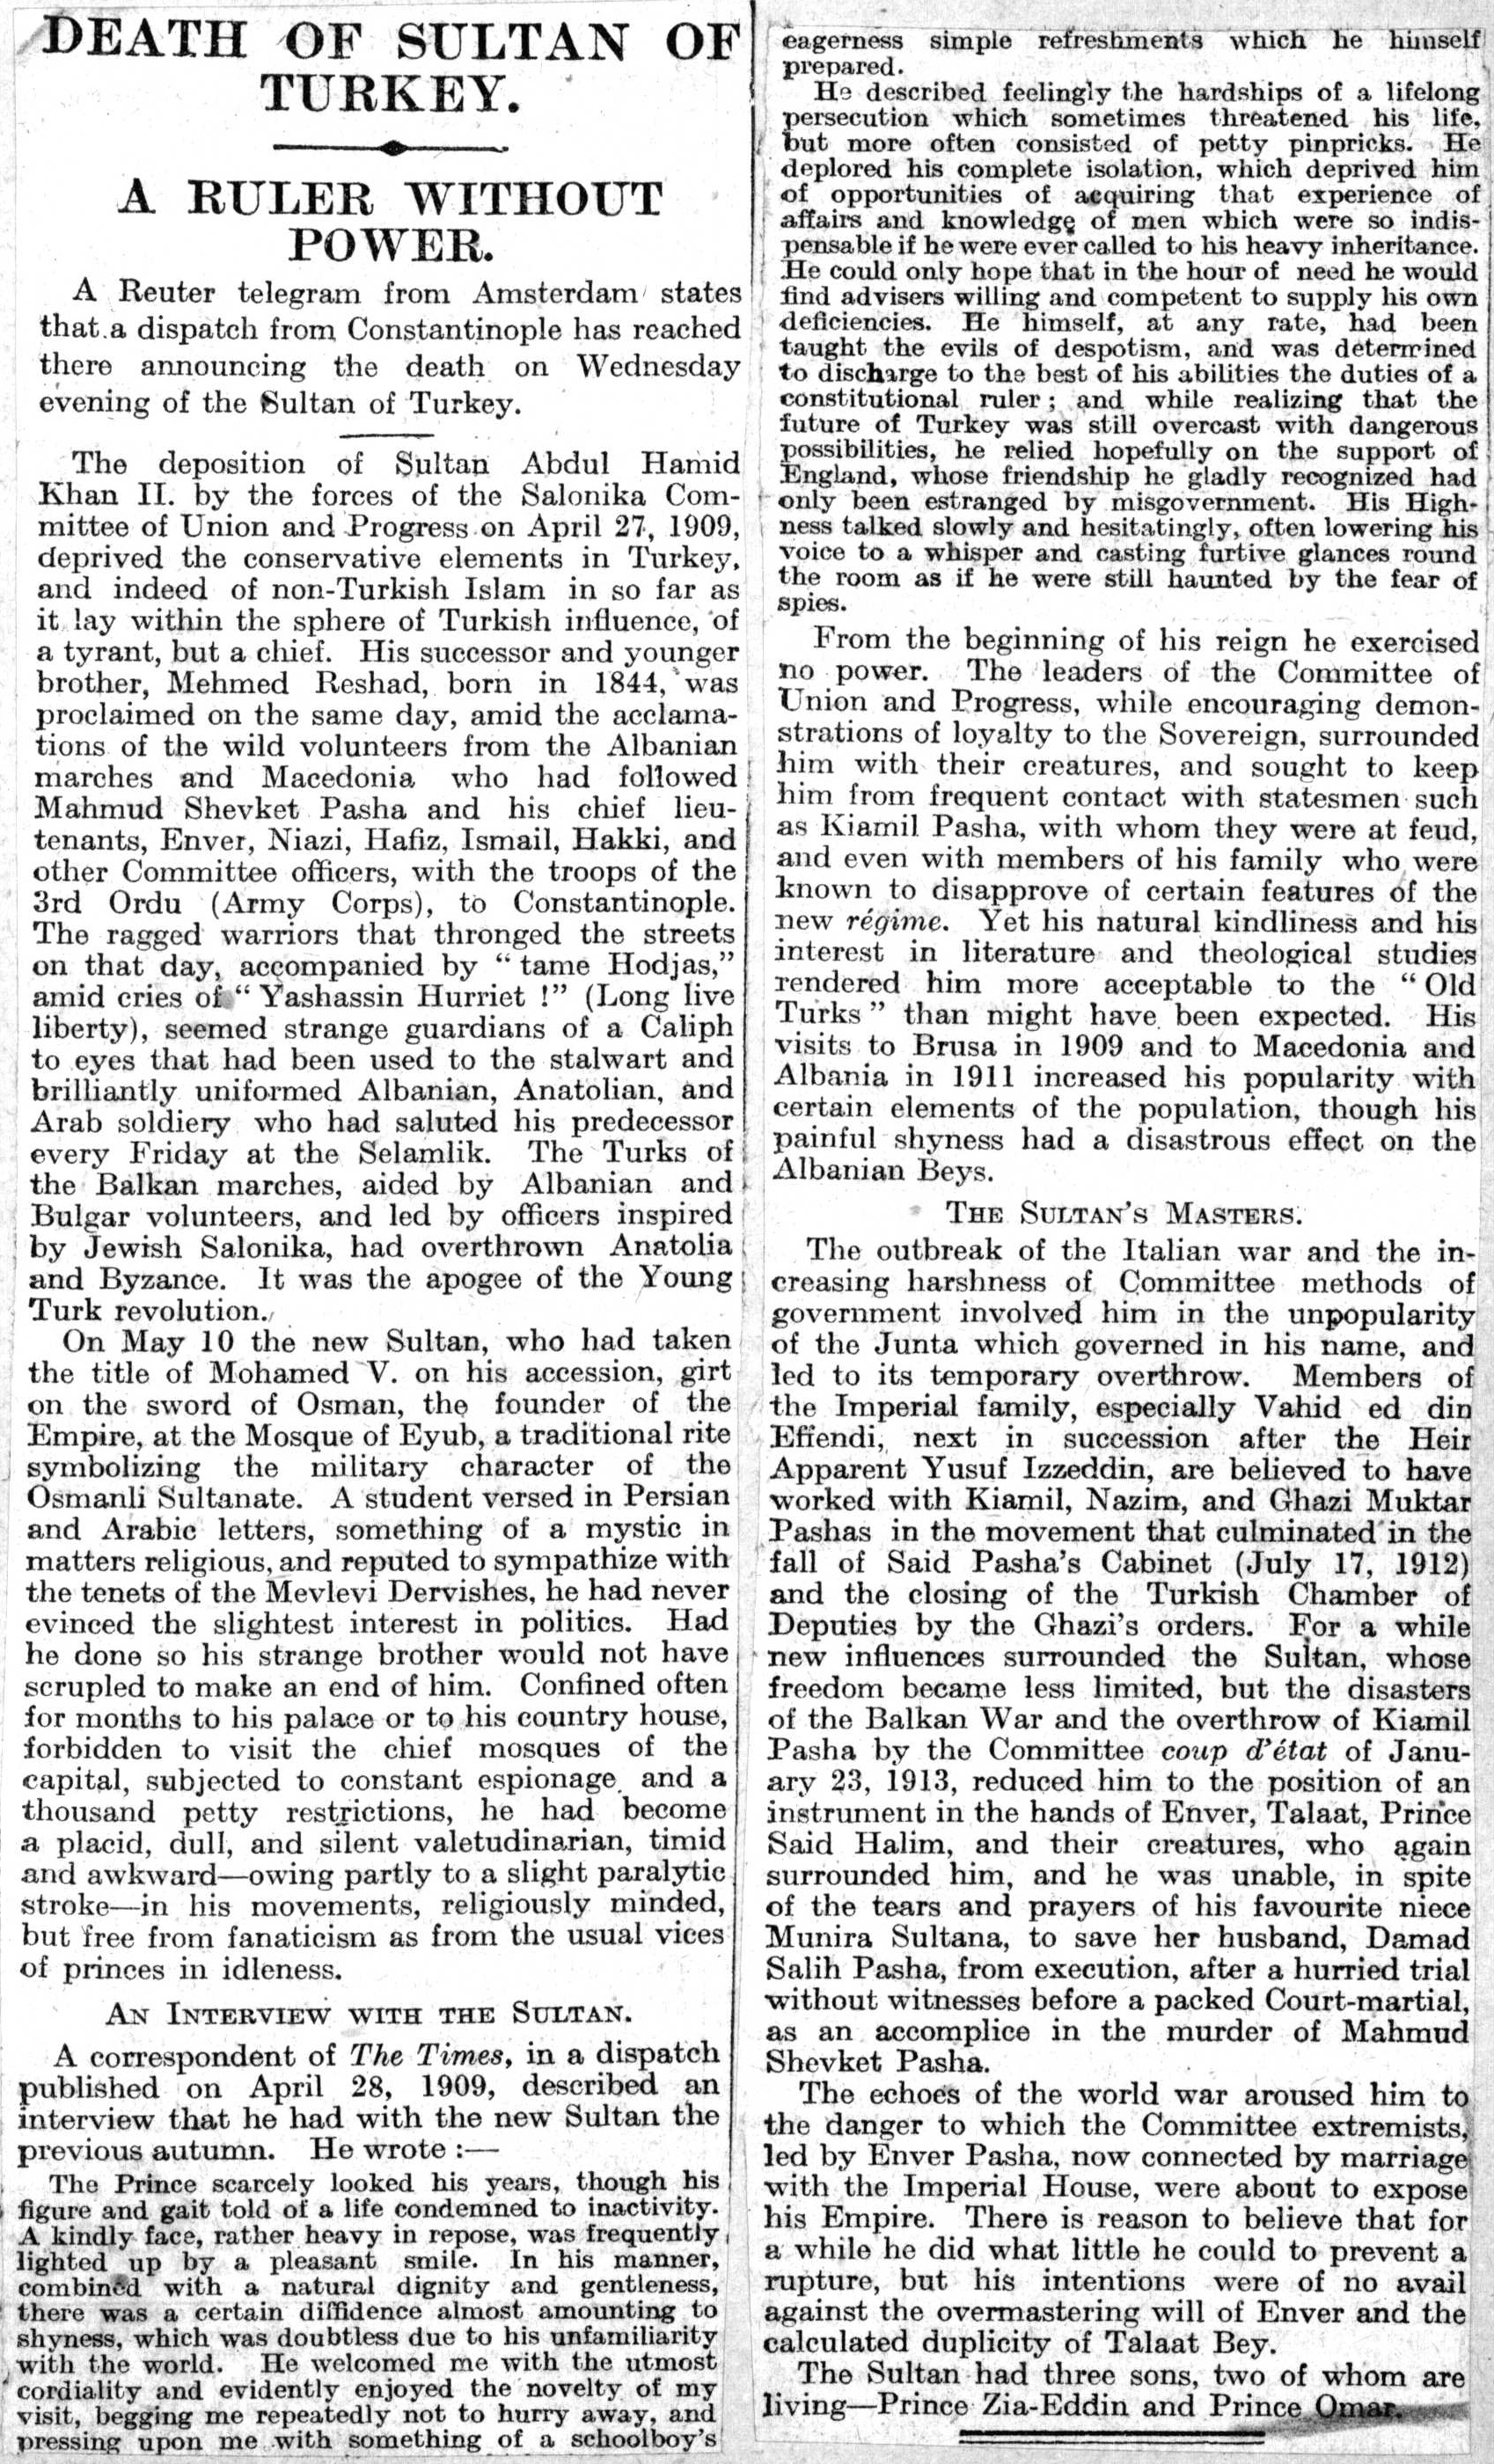 DEATH OF SULTAN OF
TURKEY.
A RULER WITHOUT
POWER.
A Reuter telegram from Amsterdam states
that a dispatch from Constantinople has reached
there announcing the death on Wednesday
evening of the Sultan of Turkey.
The deposition of Sultan Abdul Hamid
Khan II. by the forces of the Salonika Com-
mittee of Union and Progress on April 27, 1909,
deprived the conservative elements in Turkey,
and indeed of non-Turkish Islam in so far as
it lay within the sphere of Turkish influence, of
a tyrant, but a chief. His successor and younger
brother, Mehmed Reshad, born in 1844, was
proclaimed on the same day, amid the acclama-
tions of the wild volunteers from the Albanian
marches and Macedonia who had followed
Mahmud Shevket Pasha and his chief lieu-
tenants, Enver, Niazi, Hafiz, Ismail, Hakki, and
other Committee officers, with the troops of the
3rd Ordu (Army Corps), to Constantinople.
The ragged warriors that thronged the streets
on that day, accompanied by “tame Hodjas,”
amid cries of “Yashassin Hurriet !” (Long live
liberty), seemed strange guardians of a Caliph
to eyes that had been used to the stalwart and
brilliantly uniformed Albanian, Anatolian, and
Arab soldiery who had saluted his predecessor
every Friday at the Selamlik. The Turks of
the Balkan marches, aided by Albanian and
Bulgar volunteers, and led by officers inspired
by Jewish Salonika, had overthrown Anatolia
and Byzance. It was the apogee of the Young
Turk revolution.
On May 10 the new Sultan, who had taken
the title of Mohamed V. on his accession, girt
on the sword of Osman, the founder of the
Empire, at the Mosque of Eyub, a traditional rite
symbolizing the military character of the
Osmanli Sultanate. A student versed in Persian
and Arabic letters, something of a mystic in
matters religious, and reputed to sympathize with
the tenets of the Mevlevi Dervishes, he had never
evinced the slightest interest in politics. Had
he done so his strange brother would not have
scrupled to make an end of him. Confined often
for months to his palace or to his country house,
forbidden to visit the chief mosques of the
capital, subjected to constant espionage and a
thousand petty restrictions, he had become
a placid, dull, and silent valetudinarian, timid
and awkward—owing partly to a slight paralytic
stroke—in his movements, religiously minded,
but free from fanaticism as from the usual vices
of princes in idleness.
AN INTERVIEW WITH THE SULTAN.
A correspondent of The Times, in a dispatch
published on April 28, 1909, described an
interview that he had with the new Sultan the
previous autumn. He wrote :—
The Prince scarcely looked his years, though his
figure and gait told of a life condemned to inactivity.
A kindly face, rather heavy in repose, was frequently
lighted up by a pleasant smile. In his manner,
combined with a natural dignity and gentleness,
there was a certain diffidence almost amounting to
shyness, which was doubtless due to his unfamiliarity
with the world. He welcomed me with the utmost
cordiality and evidently enjoyed the novelty of my
visit, begging me repeatedly not to hurry away, and
pressing upon me with something of a schoolboy's
eagerness simple refreshments which he himself
prepared.
He described feelingly the hardships of a lifelong
persecution which sometimes threatened his life,
but more often consisted of petty pinpricks. He
deplored his complete isolation, which deprived him
of opportunities of acquiring that experience of
affairs and knowledge of men which were so indis-
pensable if he were ever called to his heavy inheritance.
He could only hope that in the hour of need he would
find advisers willing and competent to supply his own
deficiencies. He himself, at any rate, had been
taught the evils of despotism, and was determined
to discharge to the best of his abilities the duties of a
constitutional ruler ; and while realizing that the
future of Turkey was still overcast with dangerous
possibilities, he relied hopefully on the support of
England, whose friendship he gladly recognized had
only been estranged by misgovernment. His High-
ness talked slowly and hesitatingly, often lowering his
voice to a whisper and casting furtive glances round
the room as if he were still haunted by the fear of
spies.
From the beginning of his reign he exercised
no power. The leaders of the Committee of
Union and Progress, while encouraging demon-
strations of loyalty to the Sovereign, surrounded
him with their creatures, and sought to keep
him from frequent contact with statesmen such
as Kiamil Pasha, with whom they were at feud,
and even with members of his family who were
known to disapprove of certain features of the
new régime. Yet his natural kindliness and his
interest in literature and theological studies
rendered him more acceptable to the “Old
Turks” than might have been expected. His
visits to Brusa in 1909 and to Macedonia and
Albania in 1911 increased his popularity with
certain elements of the population, though his
painful shyness had a disastrous effect on the
Albanian Beys.
THE SULTAN'S MASTERS.
The outbreak of the Italian war and the in-
creasing harshness of Committee methods of
government involved him in the unpopularity
of the Junta which governed in his name, and
led to its temporary overthrow. Members of
the Imperial family, especially Vahid ed din
Effendi, next in succession after the Heir
Apparent Yusuf Izzeddin, are believed to have
worked with Kiamil, Nazim, and Ghazi Muktar
Pashas in the movement that culminated in the
fall of Said Pasha's Cabinet (July 17, 1912)
and the closing of the Turkish Chamber of
Deputies by the Ghazi's orders. For a while
new influences surrounded the Sultan, whose
freedom became less limited, but the disasters
of the Balkan War and the overthrow of Kiamil
Pasha by the Committee coup d'état of Janu-
ary 23, 1913, reduced him to the position of an
instrument in the hands of Enver, Talaat, Prince
Said Halim, and their creatures, who again
surrounded him, and he was unable, in spite
of the tears and prayers of his favourite niece
Munira Sultana, to save her husband, Damad
Salih Pasha, from execution, after a hurried trial
without witnesses before a packed Court-martial,
as an accomplice in the murder of Mahmud
Shevket Pasha.
The echoes of the world war aroused him to
the danger to which the Committee extremists,
led by Enver Pasha, now connected by marriage
with the Imperial House, were about to expose
his Empire. There is reason to believe that for
a while he did what little he could to prevent a
rupture, but his intentions were of no avail
against the overmastering will of Enver and the
calculated duplicity of Talaat Bey.
The Sultan had three sons, two of whom are
living—Prince Zia-Eddin and Prince Omar.